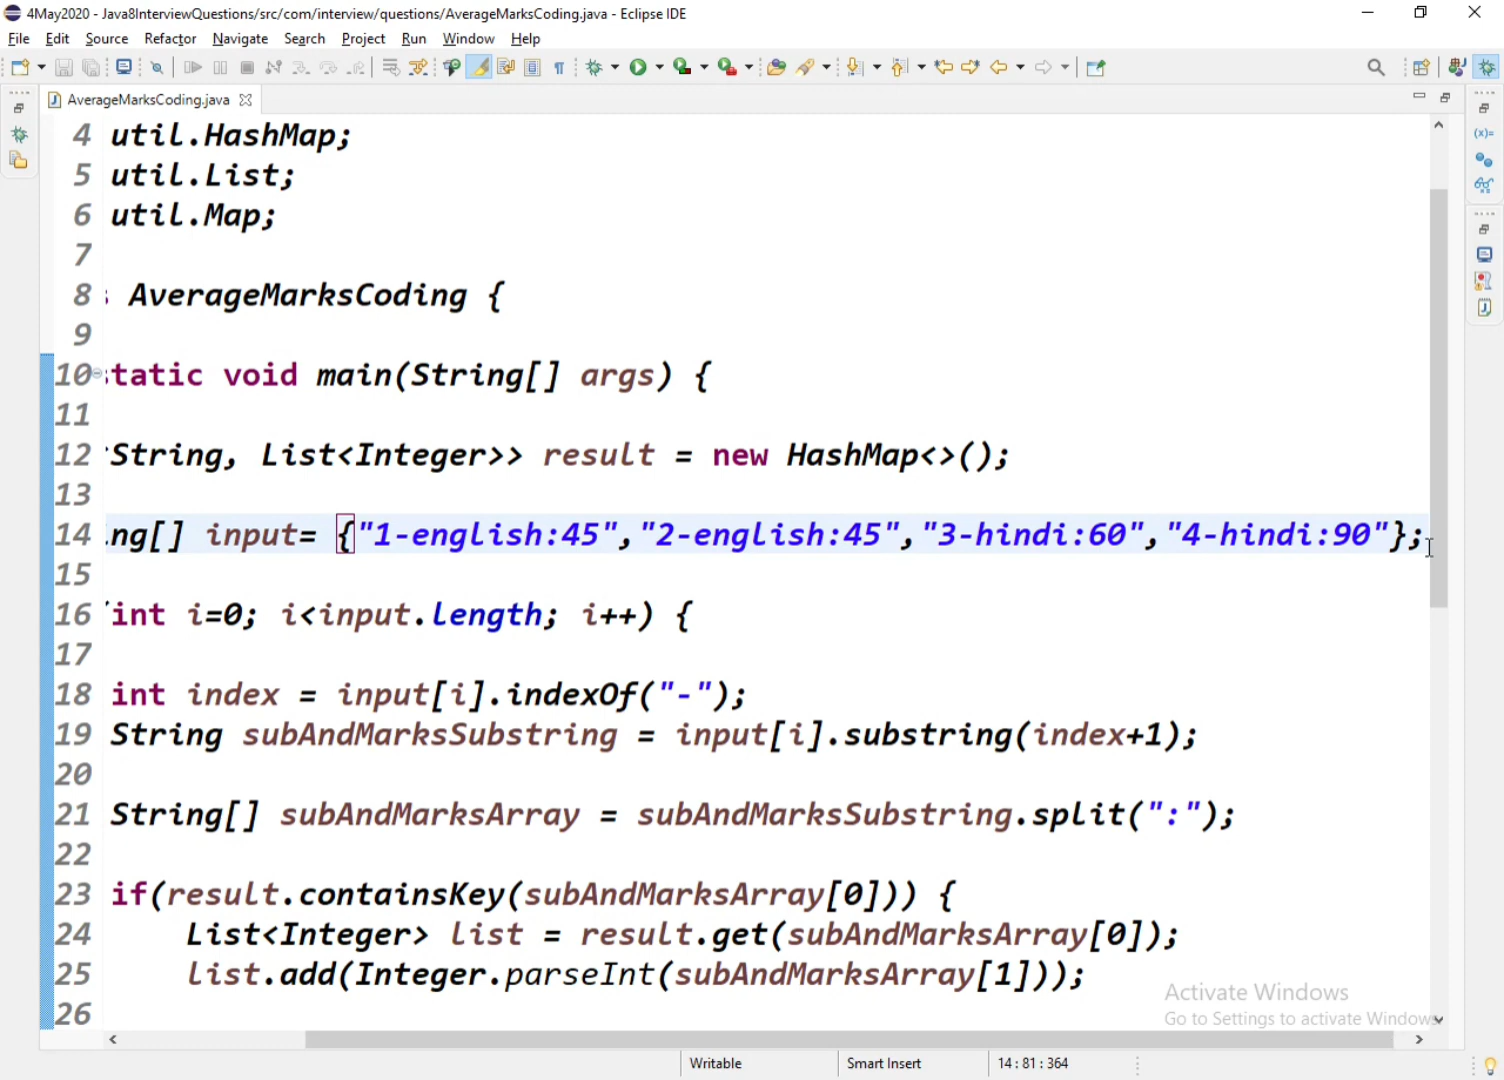 4May2020 - Java8InterviewQuestions/src/com/interview/questions/AverageMarksCoding.java - Eclipse IDE
File Edit Source Refactor Navigate Search Project Run Window Help
AverageMarksCoding.java
4 util.HashMap;
5 util.List;
6 util.Map;
7
8 AverageMarksCoding {
9
10 tatic void main(String[] args) {
11
12 String, List<Integer>> result = new HashMap<>();
13
14 ng[] input= {"1-english:45","2-english:45","3-hindi:60","4-hindi:90"};
15
16 int i=0; i<input.length; i++) {
17
18 int index = input[i].indexOf("-");
19 String subAndMarksSubstring = input[i].substring(index+1);
20
21 String[] subAndMarksArray = subAndMarksSubstring.split(":");
22
23 if(result.containsKey(subAndMarksArray[0])) {
24 List<Integer> list = result.get(subAndMarksArray[0]);
25 list.add(Integer.parseInt(subAndMarksArray[1]));
26
Activate Windows
Go to Settings to activate Windows.
Writable Smart Insert 14:81:364